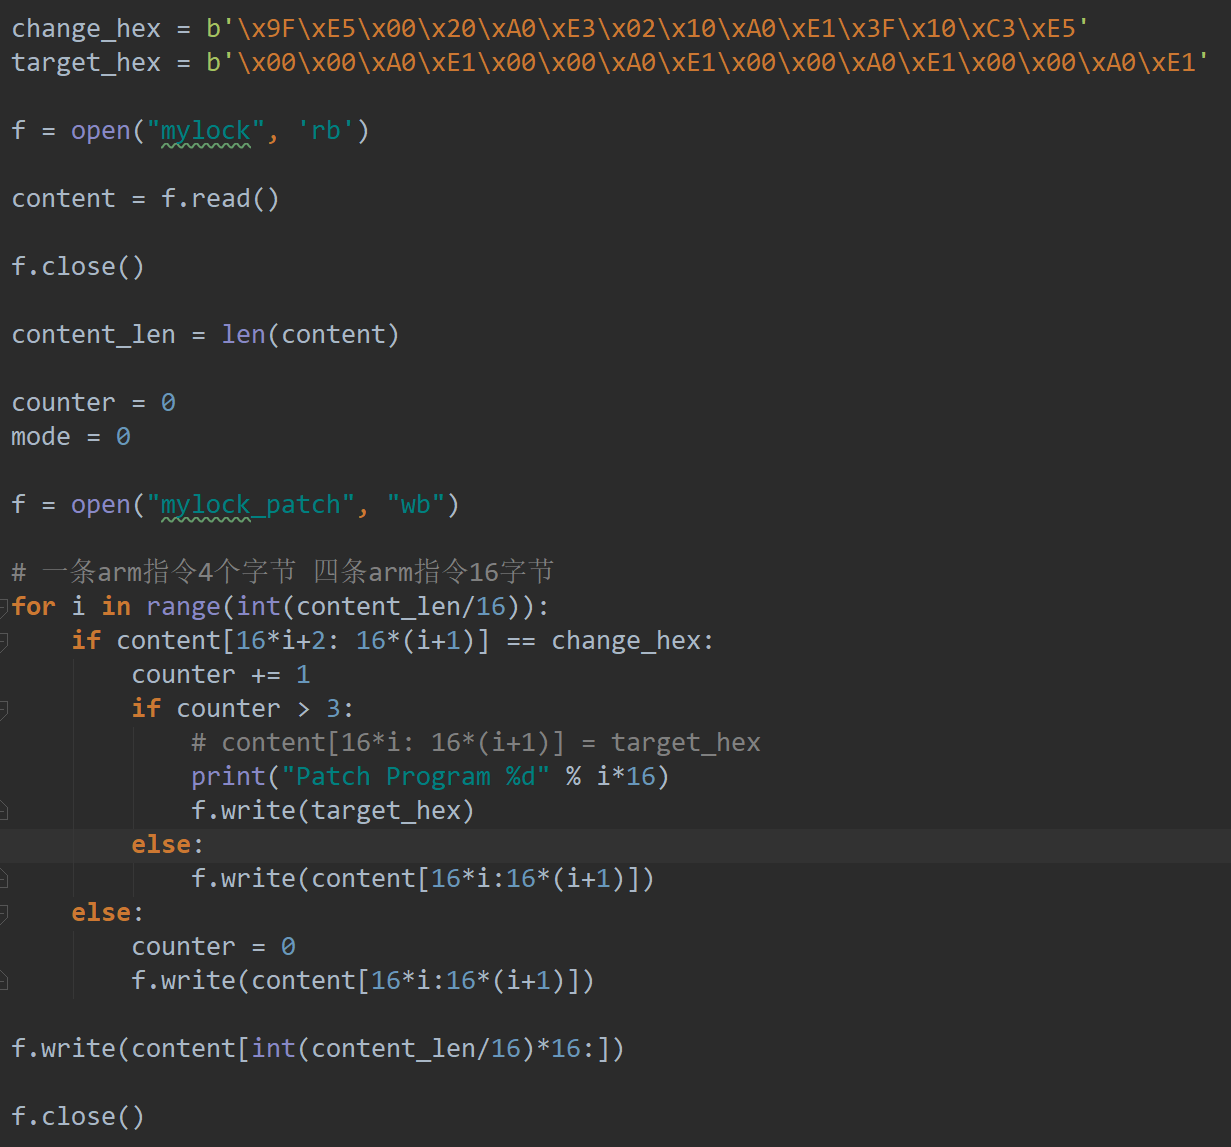 change_hex = b'\x9F\xE5\x00\x20\xA0\xE3\x02\x10\xA0\xE1\x3F\x10\xC3\xE5'
target_hex = b'\x00\x00\xA0\xE1\x00\x00\xA0\xE1\x00\x00\xA0\xE1\x00\x00\xA0\xE1'
f = open("mylock", 'rb')
content = f.read()
f.close()
content_len = len(content)
counter = 0
mode = 0
f = open("mylock_patch", "wb")
# 一条arm指令4个字节 四条arm指令16字节
for i in range(int(content_len/16)):
    if content[16*i+2: 16*(i+1)] == change_hex:
        counter += 1
        if counter > 3:
            # content[16*i: 16*(i+1)] = target_hex
            print("Patch Program %d" % i*16)
            f.write(target_hex)
        else:
            f.write(content[16*i:16*(i+1)])
    else:
        counter = 0
        f.write(content[16*i:16*(i+1)])
f.write(content[int(content_len/16)*16:])
f.close()